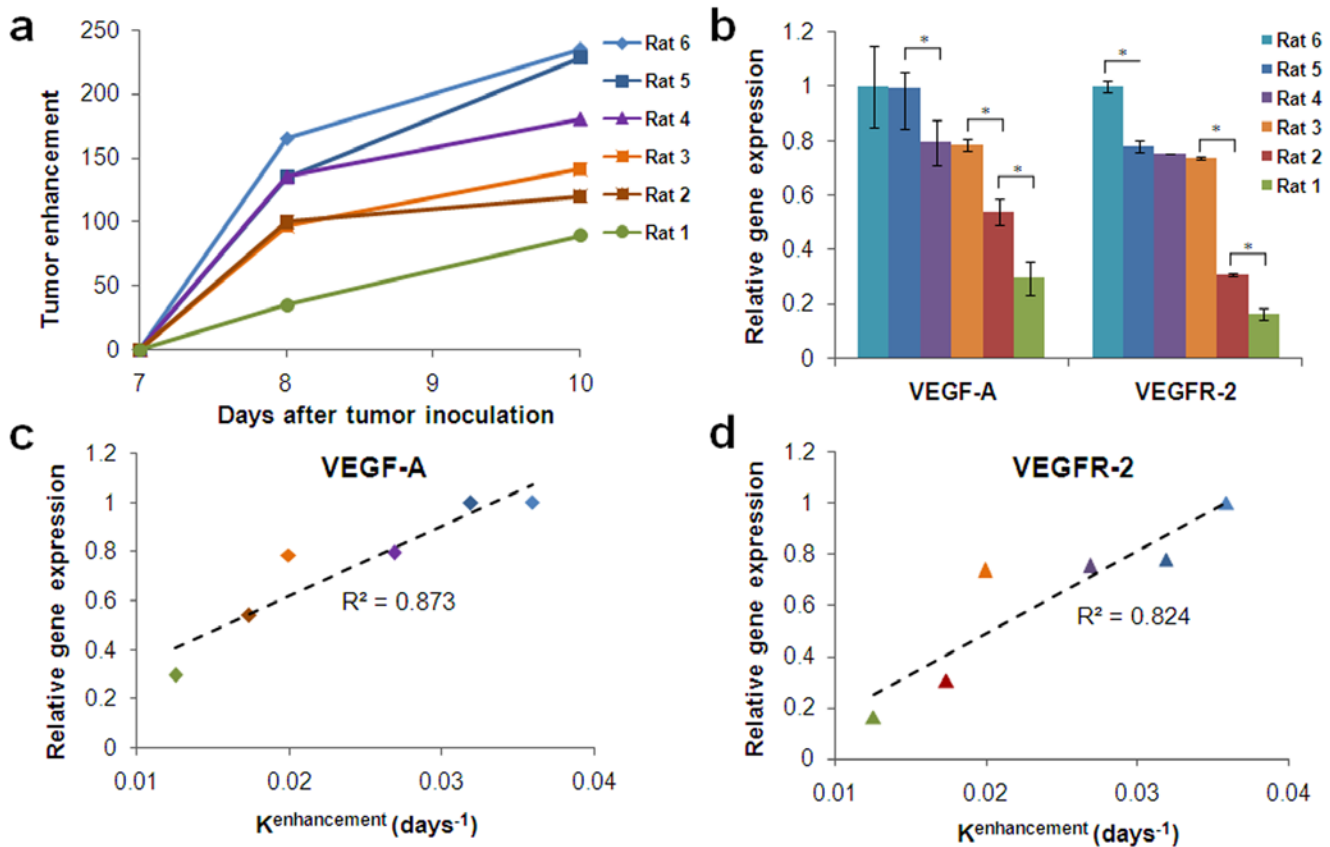 a
250
200
150
100
50
0
Tumor enhancement
7 8 9 10
Days after tumor inoculation
Rat 6
Rat 5
Rat 4
Rat 3
Rat 2
Rat 1
b
1.2
1
0.8
0.6
0.4
0.2
0
Relative gene expression
* * *
* * *
VEGF-A VEGFR-2
Rat 6
Rat 5
Rat 4
Rat 3
Rat 2
Rat 1
c
VEGF-A
1.2
1
0.8
0.6
0.4
0.2
0
Relative gene expression
R² = 0.873
0.01 0.02 0.03 0.04
Kenhancement (days-1)
d
VEGFR-2
1.2
1
0.8
0.6
0.4
0.2
0
Relative gene expression
R² = 0.824
0.01 0.02 0.03 0.04
Kenhancement (days-1)